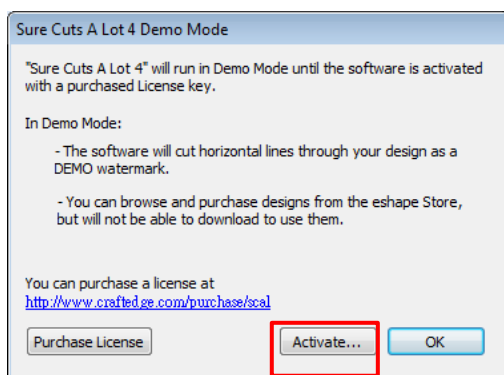 Sure Cuts A Lot 4 Demo Mode
"Sure Cuts A Lot 4" will run in Demo Mode until the software is activated
with a purchased License key.
In Demo Mode:
- The software will cut horizontal lines through your design as a
DEMO watermark.
- You can browse and purchase designs from the eshape Store,
but will not be able to download to use them.
You can purchase a license at
http://www.craftedge.com/purchase/scal
Purchase License
Activate...
OK